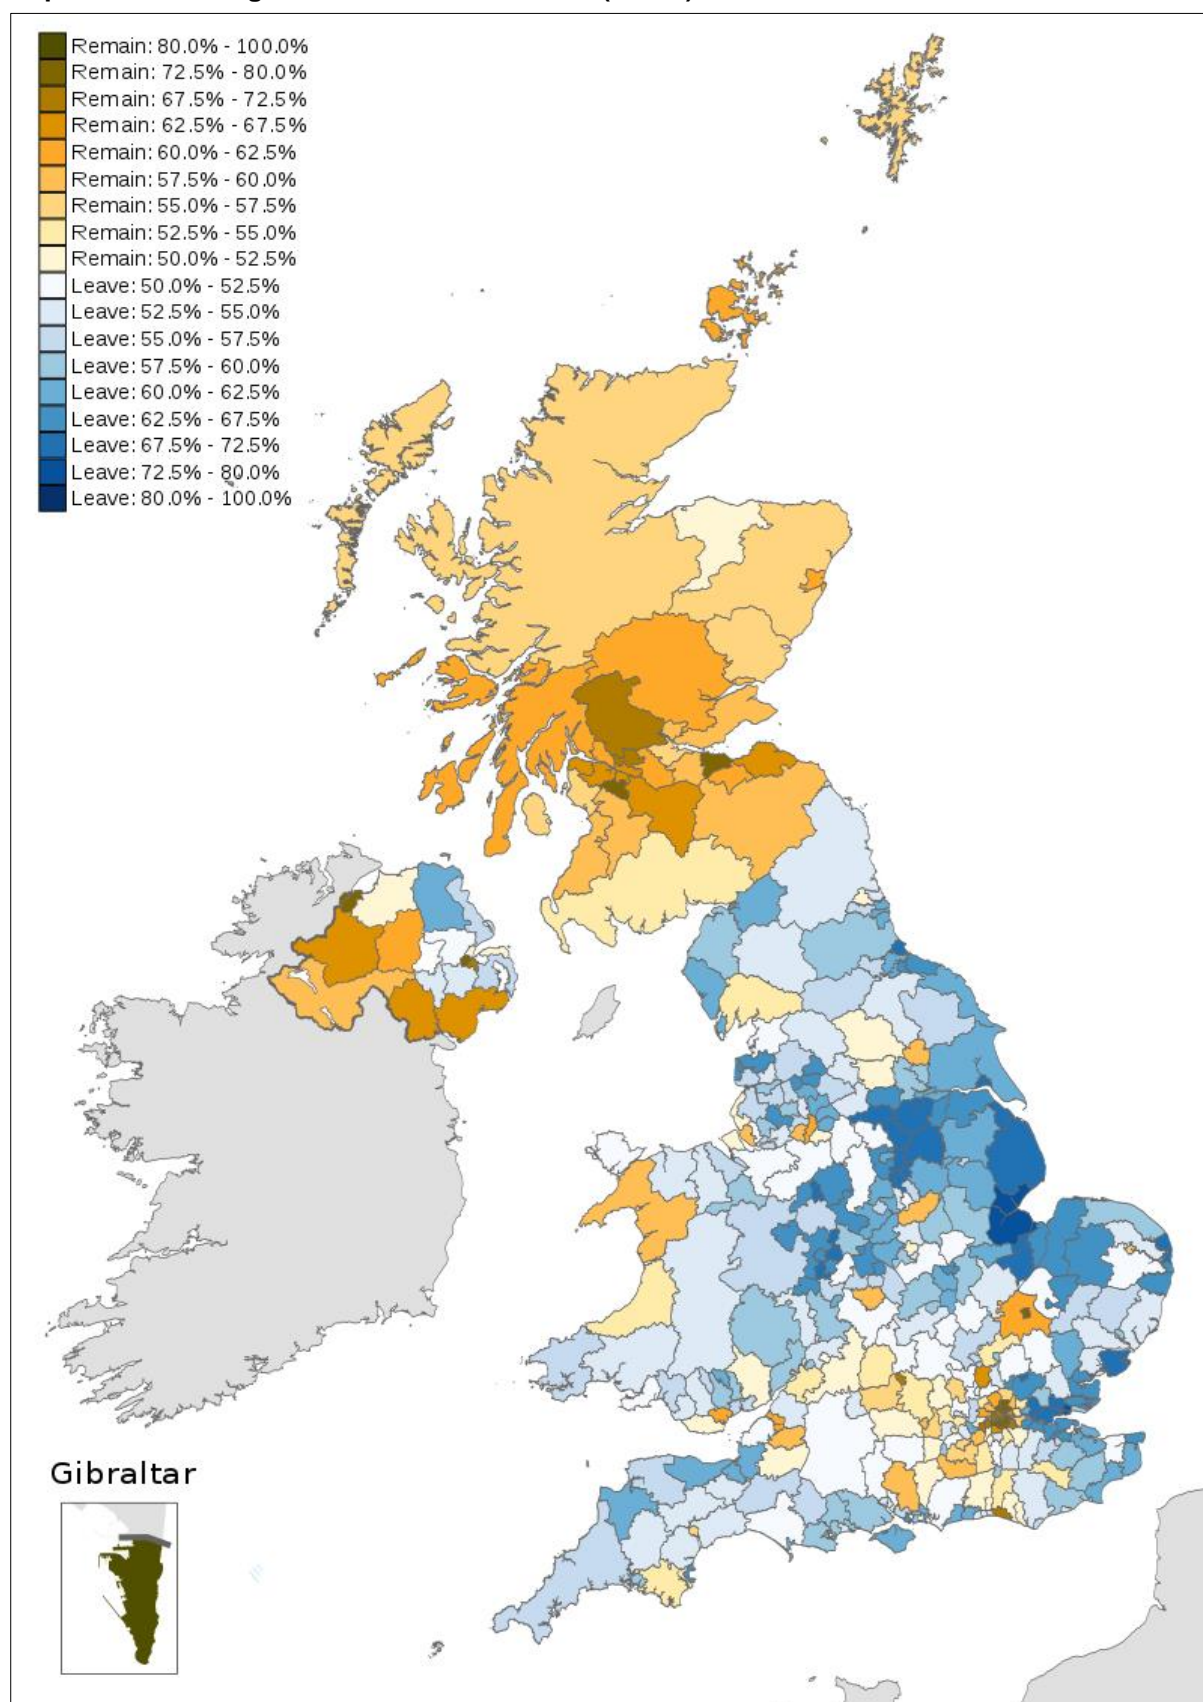 Remain: 80.0% - 100.0%
Remain: 72.5% - 80.0%
Remain: 67.5% - 72.5%
Remain: 62.5% - 67.5%
Remain: 60.0% - 62.5%
Remain: 57.5% - 60.0%
Remain: 55.0% - 57.5%
Remain: 52.5% - 55.0%
Remain: 50.0% - 52.5%
Leave: 50.0% - 52.5%
Leave: 52.5% - 55.0%
Leave: 55.0% - 57.5%
Leave: 57.5% - 60.0%
Leave: 60.0% - 62.5%
Leave: 62.5% - 67.5%
Leave: 67.5% - 72.5%
Leave: 72.5% - 80.0%
Leave: 80.0% - 100.0%
Gibraltar